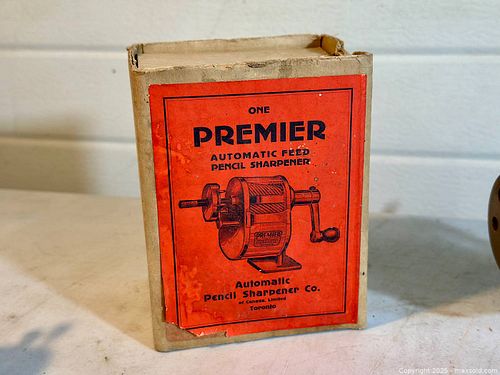 ONE
PREMIER
AUTOMATIC FEED
PENCIL SHARPENER
PREMIER
Automatic
Pencil Sharpener Co.
of Canada, Limited
Toronto
Copyright 2025 - maxsold.com